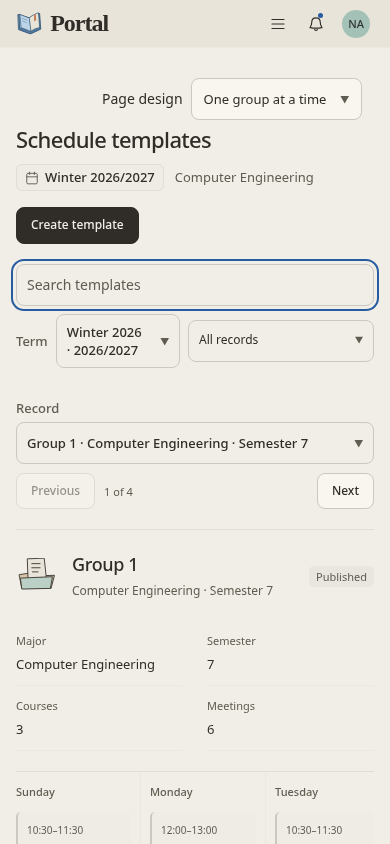 Portal
NA
Page design
One group at a time
Schedule templates
Winter 2026/2027
Computer Engineering
Create template
Search templates
Term
Winter 2026
· 2026/2027
All records
Record
Group 1 · Computer Engineering · Semester 7
Previous
1 of 4
Next
Group 1
Computer Engineering · Semester 7
Published
Major
Semester
Computer Engineering
7
Courses
Meetings
3
6
Sunday
Monday
Tuesday
10:30–11:30
12:00–13:00
10:30–11:30